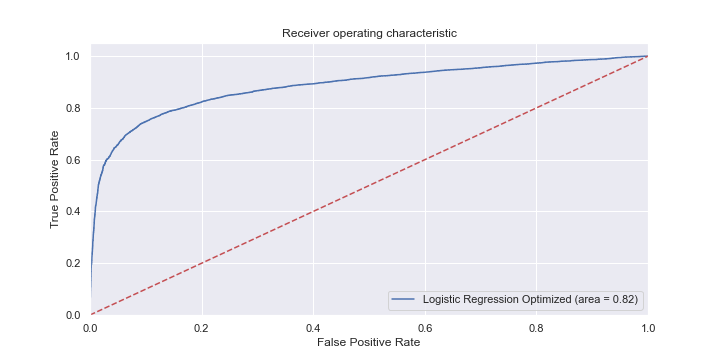 Receiver operating characteristic
True Positive Rate
1.0
0.8
0.6
0.4
0.2
0.0
0.0 0.2 0.4 0.6 0.8 1.0
False Positive Rate
Logistic Regression Optimized (area = 0.82)